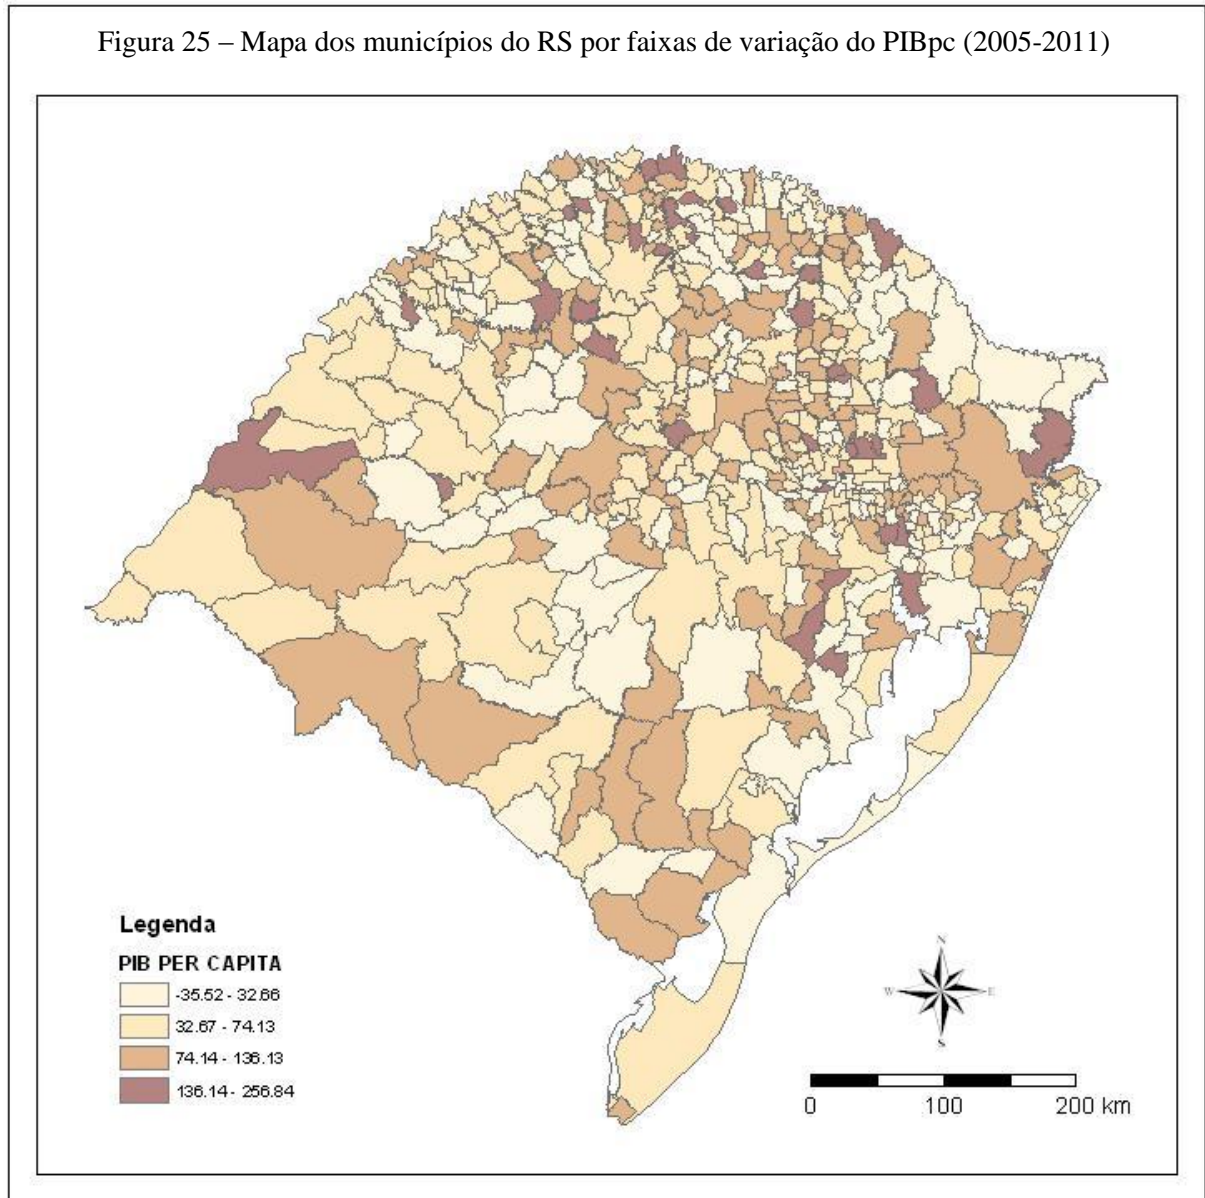 Figura 25 – Mapa dos municípios do RS por faixas de variação do PIBpc (2005-2011)
Legenda
PIB PER CAPITA
-35.52 - 32.66
32.67 - 74.13
74.14 - 136.13
136.14 - 256.84
N
W E
S
0 100 200 km